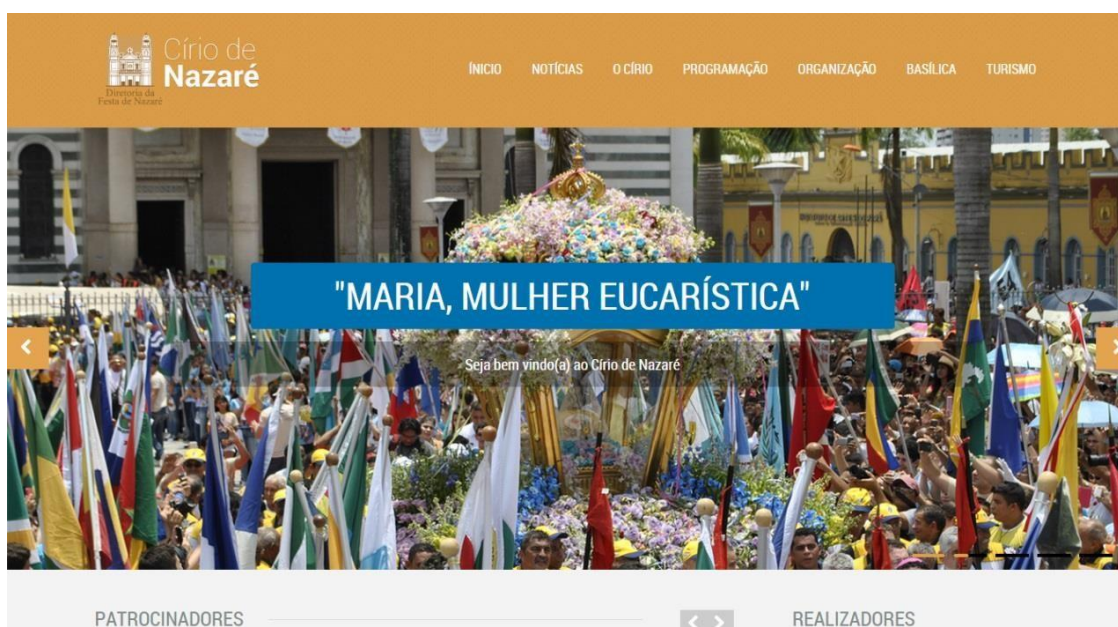 Círio de
Nazaré
Diretoria da
Festa de Nazaré
ÍNICIO NOTÍCIAS O CÍRIO PROGRAMAÇÃO ORGANIZAÇÃO BASÍLICA TURISMO
"MARIA, MULHER EUCARÍSTICA"
Seja bem vindo(a) ao Círio de Nazaré
PATROCINADORES
REALIZADORES